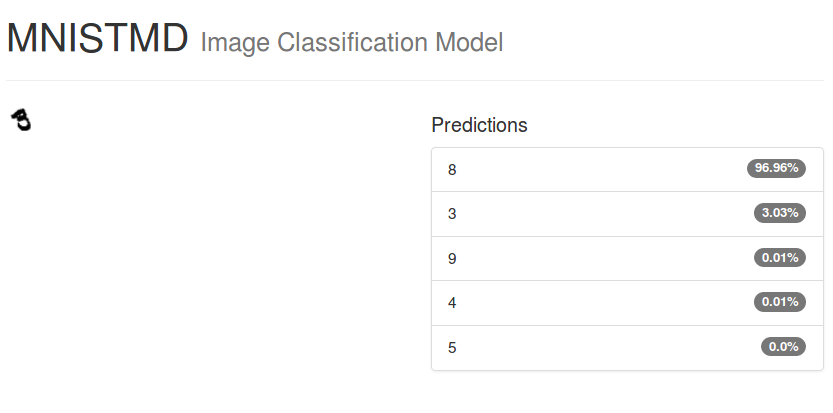 MNISTMD Image Classification Model
Predictions
8 96.96%
3 3.03%
9 0.01%
4 0.01%
5 0.0%